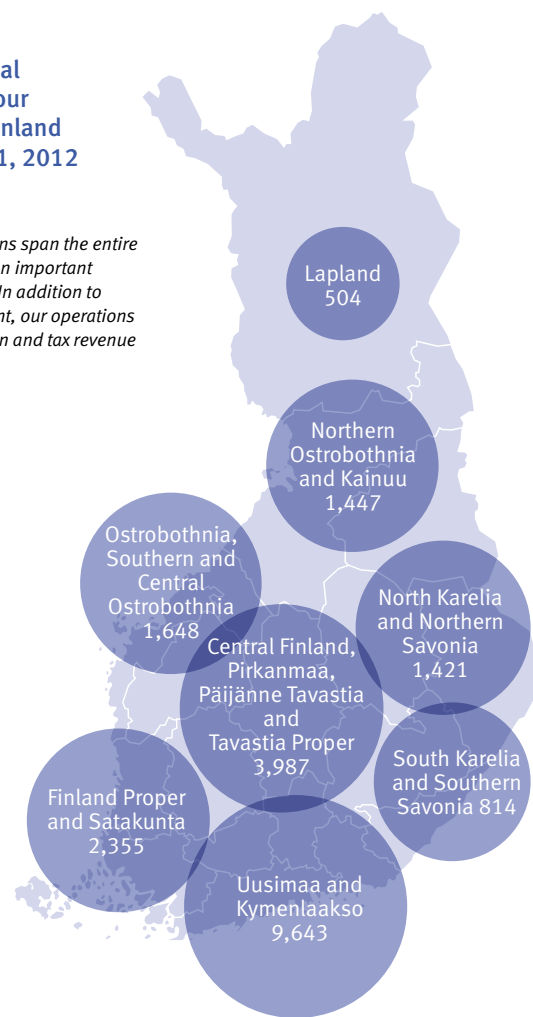 al
our
nland
1, 2012
ns span the entire
n important
In addition to
nt, our operations
n and tax revenue
Lapland
504
Northern
Ostrobothnia
and Kainuu
1,447
Ostrobothnia,
Southern and
Central
Ostrobothnia
1,648
North Karelia
and Northern
Savonia
1,421
Central Finland,
Pirkanmaa,
Päijänne Tavastia
and
Tavastia Proper
3,987
South Karelia
and Southern
Savonia 814
Finland Proper
and Satakunta
2,355
Uusimaa and
Kymenlaakso
9,643